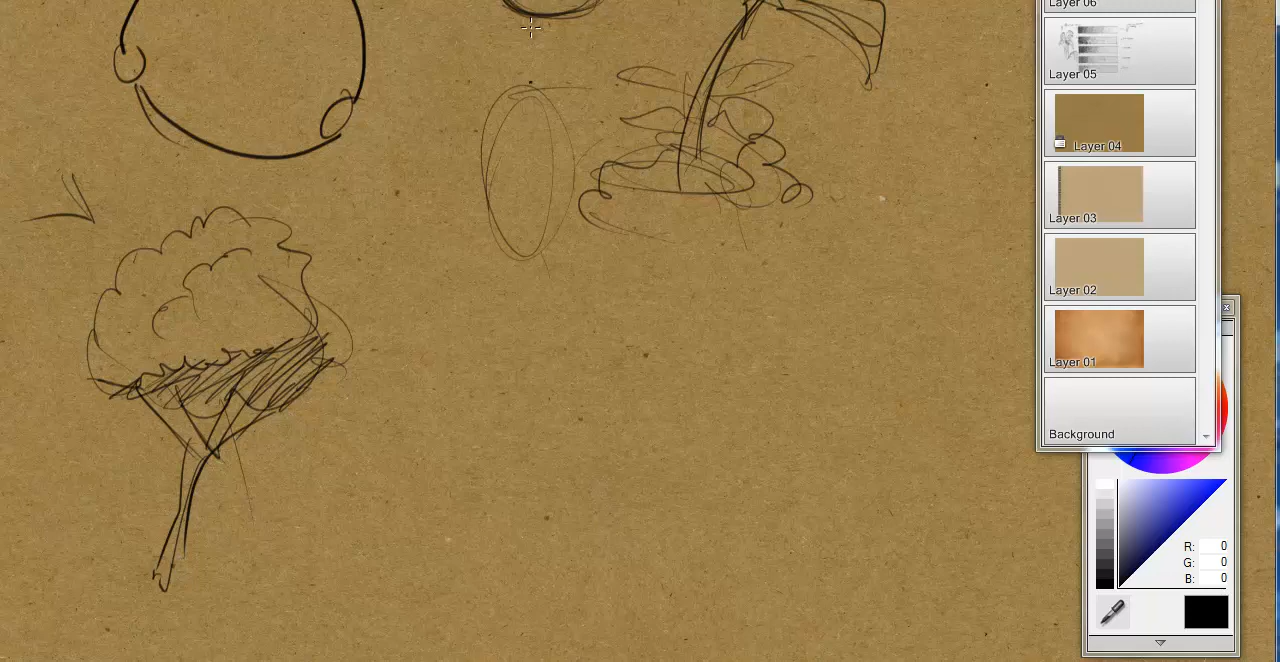 Layer 06
Layer 05
Layer 04
Layer 03
Layer 02
Layer 01
Background
R: 0
G: 0
B: 0